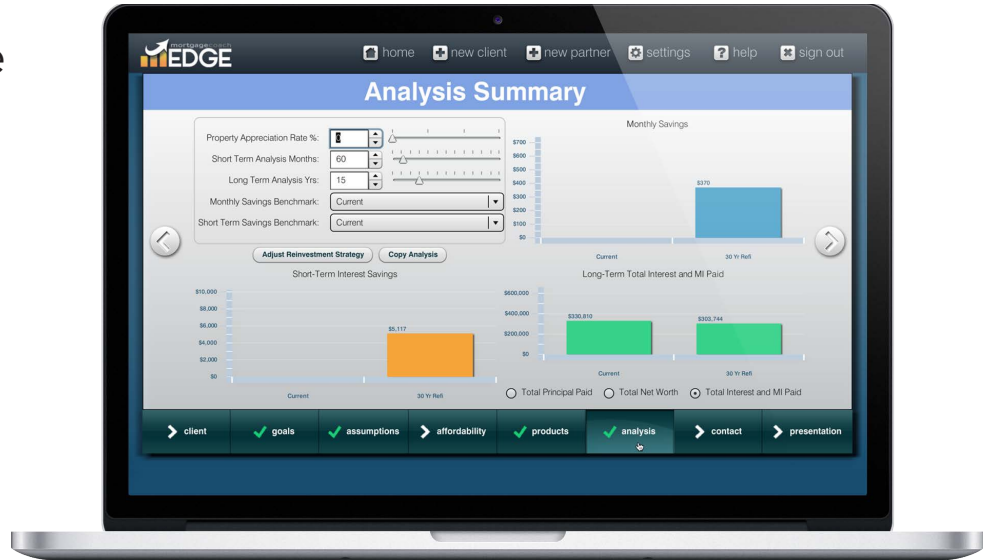 e
mortgagecoach
EDGE
home
new client
new partner
settings
help
sign out
Analysis Summary
Property Appreciation Rate %:
0
Short Term Analysis Months:
60
Long Term Analysis Yrs:
15
Monthly Savings Benchmark:
Current
Short Term Savings Benchmark:
Current
Adjust Reinvestment Strategy
Copy Analysis
Monthly Savings
$700
$600
$500
$400
$300
$200
$100
$0
$370
Current
30 Yr Refi
Short-Term Interest Savings
$10,000
$8,000
$6,000
$4,000
$2,000
$0
$5,117
Current
30 Yr Refi
Long-Term Total Interest and MI Paid
$600,000
$400,000
$200,000
$0
$330,810
$303,744
Current
30 Yr Refi
Total Principal Paid
Total Net Worth
Total Interest and MI Paid
client
goals
assumptions
affordability
products
analysis
contact
presentation